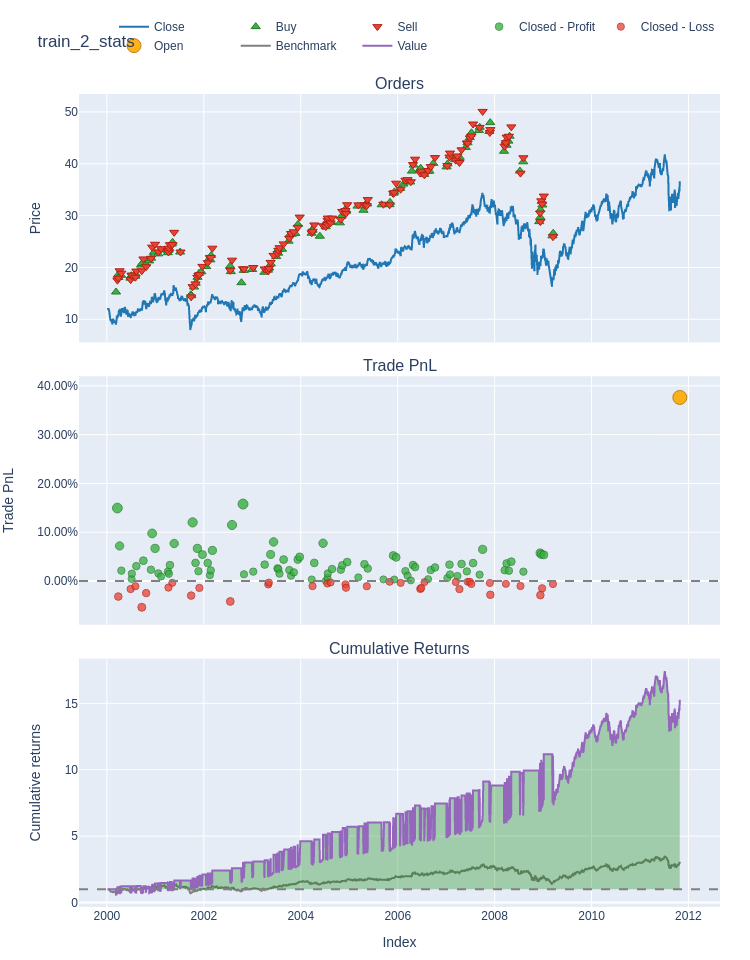 train_2_stats
Close
Buy
Sell
Closed - Profit
Closed - Loss
Open
Benchmark
Value
Orders
50
40
30
20
10
Price
Trade PnL
40.00%
30.00%
20.00%
10.00%
0.00%
Trade PnL
Cumulative Returns
15
10
5
0
Cumulative returns
2000 2002 2004 2006 2008 2010 2012
Index